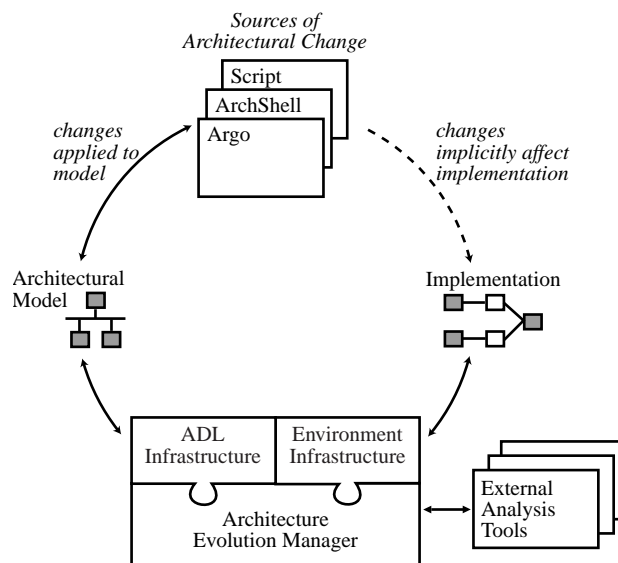 Sources of
Architectural Change
Script
ArchShell
Argo
changes
applied to
model
changes
implicitly affect
implementation
Architectural
Model
Implementation
ADL
Infrastructure
Environment
Infrastructure
Architecture
Evolution Manager
External
Analysis
Tools